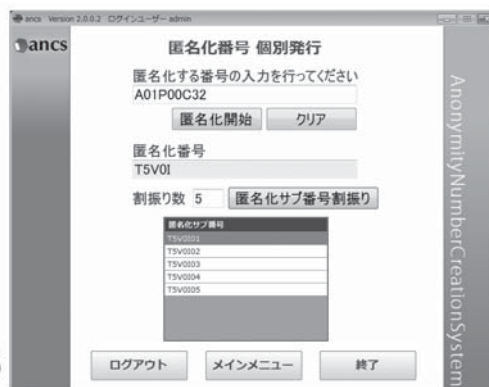 ancs Version 2.0.0.2 ログインユーザー admin
ancs
匿名化番号 個別発行
匿名化する番号の入力を行ってください
A01P00C32
匿名化開始
クリア
匿名化番号
T5V0I
割振り数 5 匿名化サブ番号割振り
匿名化サブ番号
T5V0I01
T5V0I02
T5V0I03
T5V0I04
T5V0I05
ログアウト
メインメニュー
終了
AnonymityNumberCreationSystem